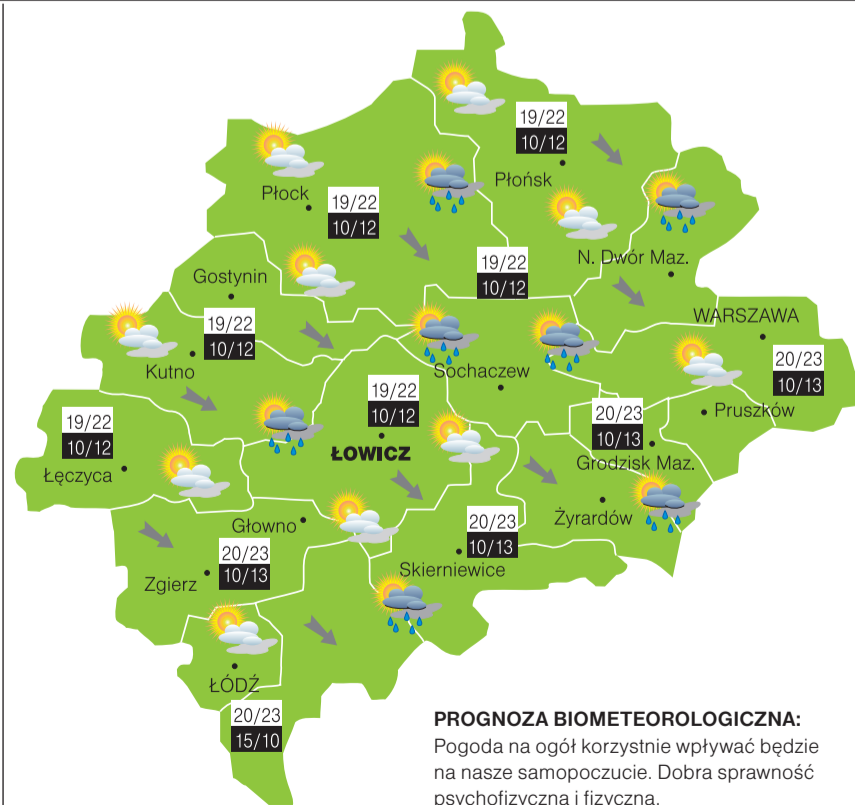 19/22
10/12
Płońsk
Płock
19/22
10/12
N. Dwór Maz.
19/22
10/12
Gostynin
19/22
10/12
Kutno
WARSZAWA
20/23
10/13
Sochaczew
19/22
10/12
ŁOWICZ
Pruszków
20/23
10/13
Grodzisk Maz.
19/22
10/12
Łęczyca
Żyrardów
Głowno
20/23
10/13
Skierniewice
20/23
10/13
Zgierz
ŁÓDŹ
20/23
15/10
PROGNOZA BIOMETEOROLOGICZNA:
Pogoda na ogół korzystnie wpływać będzie
na nasze samopoczucie. Dobra sprawność
psychofizyczna i fizyczna.